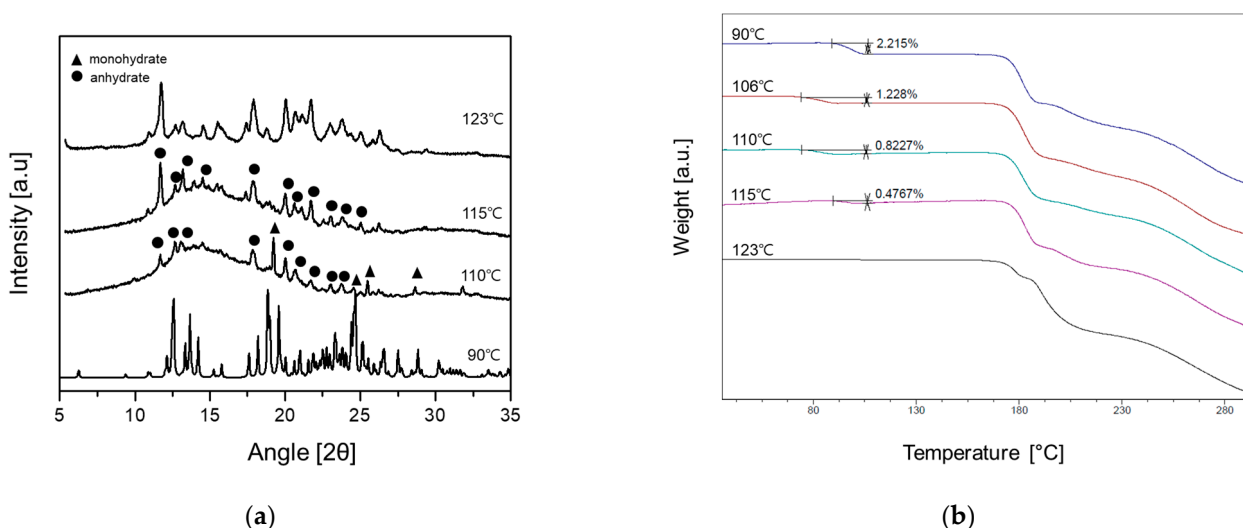 ▲ monohydrate
● anhydrate
123℃
115℃
110℃
90℃
Intensity [a.u]
5 10 15 20 25 30 35
Angle [2θ]
(a)
90℃
2.215%
106℃
1.228%
110℃
0.8227%
115℃
0.4767%
123℃
Weight [a.u.]
80 130 180 230 280
Temperature [°C]
(b)